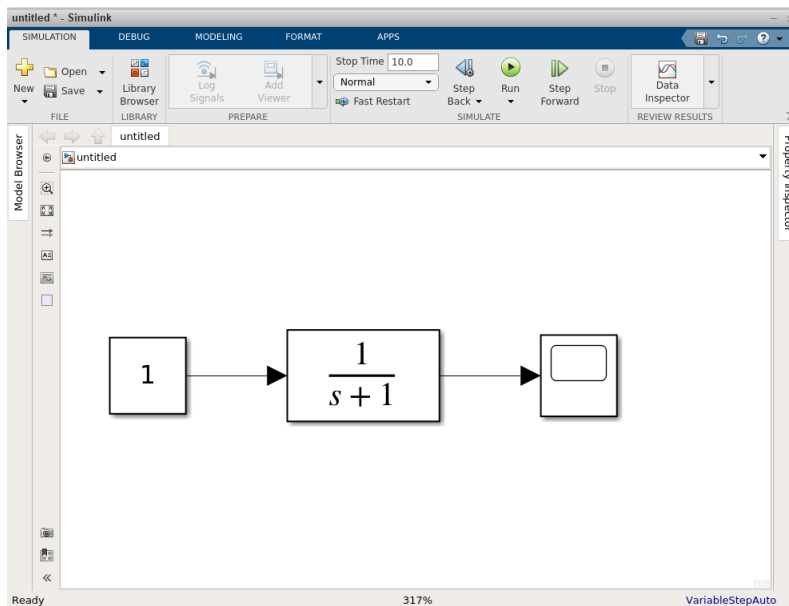 untitled * - Simulink
SIMULATION DEBUG MODELING FORMAT APPS
New
Open
Save
FILE
Library
Browser
LIBRARY
Log
Signals
Add
Viewer
PREPARE
Stop Time 10.0
Normal
Fast Restart
Step
Back
Run
Step
Forward
Stop
SIMULATE
Data
Inspector
REVIEW RESULTS
Model Browser
untitled
untitled
Property Inspector
1
1
s + 1
Ready 317% VariableStepAuto